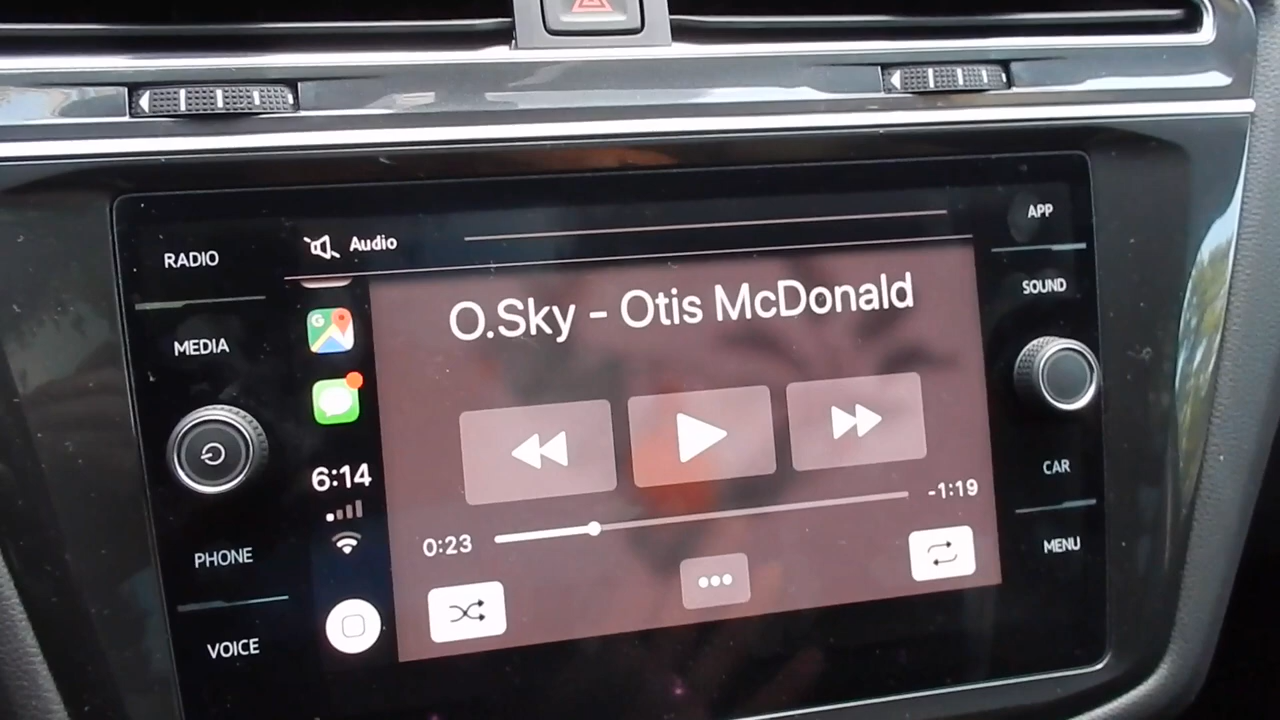 RADIO
MEDIA
PHONE
VOICE
Audio
G
6:14
O.Sky - Otis McDonald
0:23
-1:19
APP
SOUND
CAR
MENU